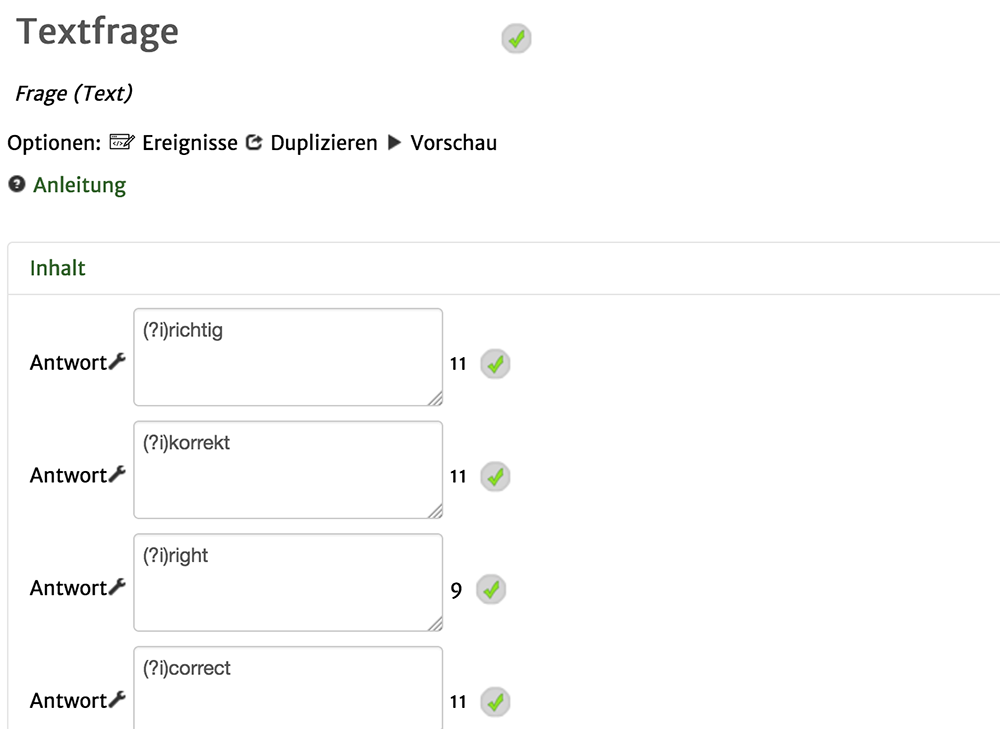 Textfrage
Frage (Text)
Optionen: Ereignisse Duplizieren Vorschau
Anleitung
Inhalt
Antwort (?i)richtig 11
Antwort (?i)korrekt 11
Antwort (?i)right 9
Antwort (?i)correct 11